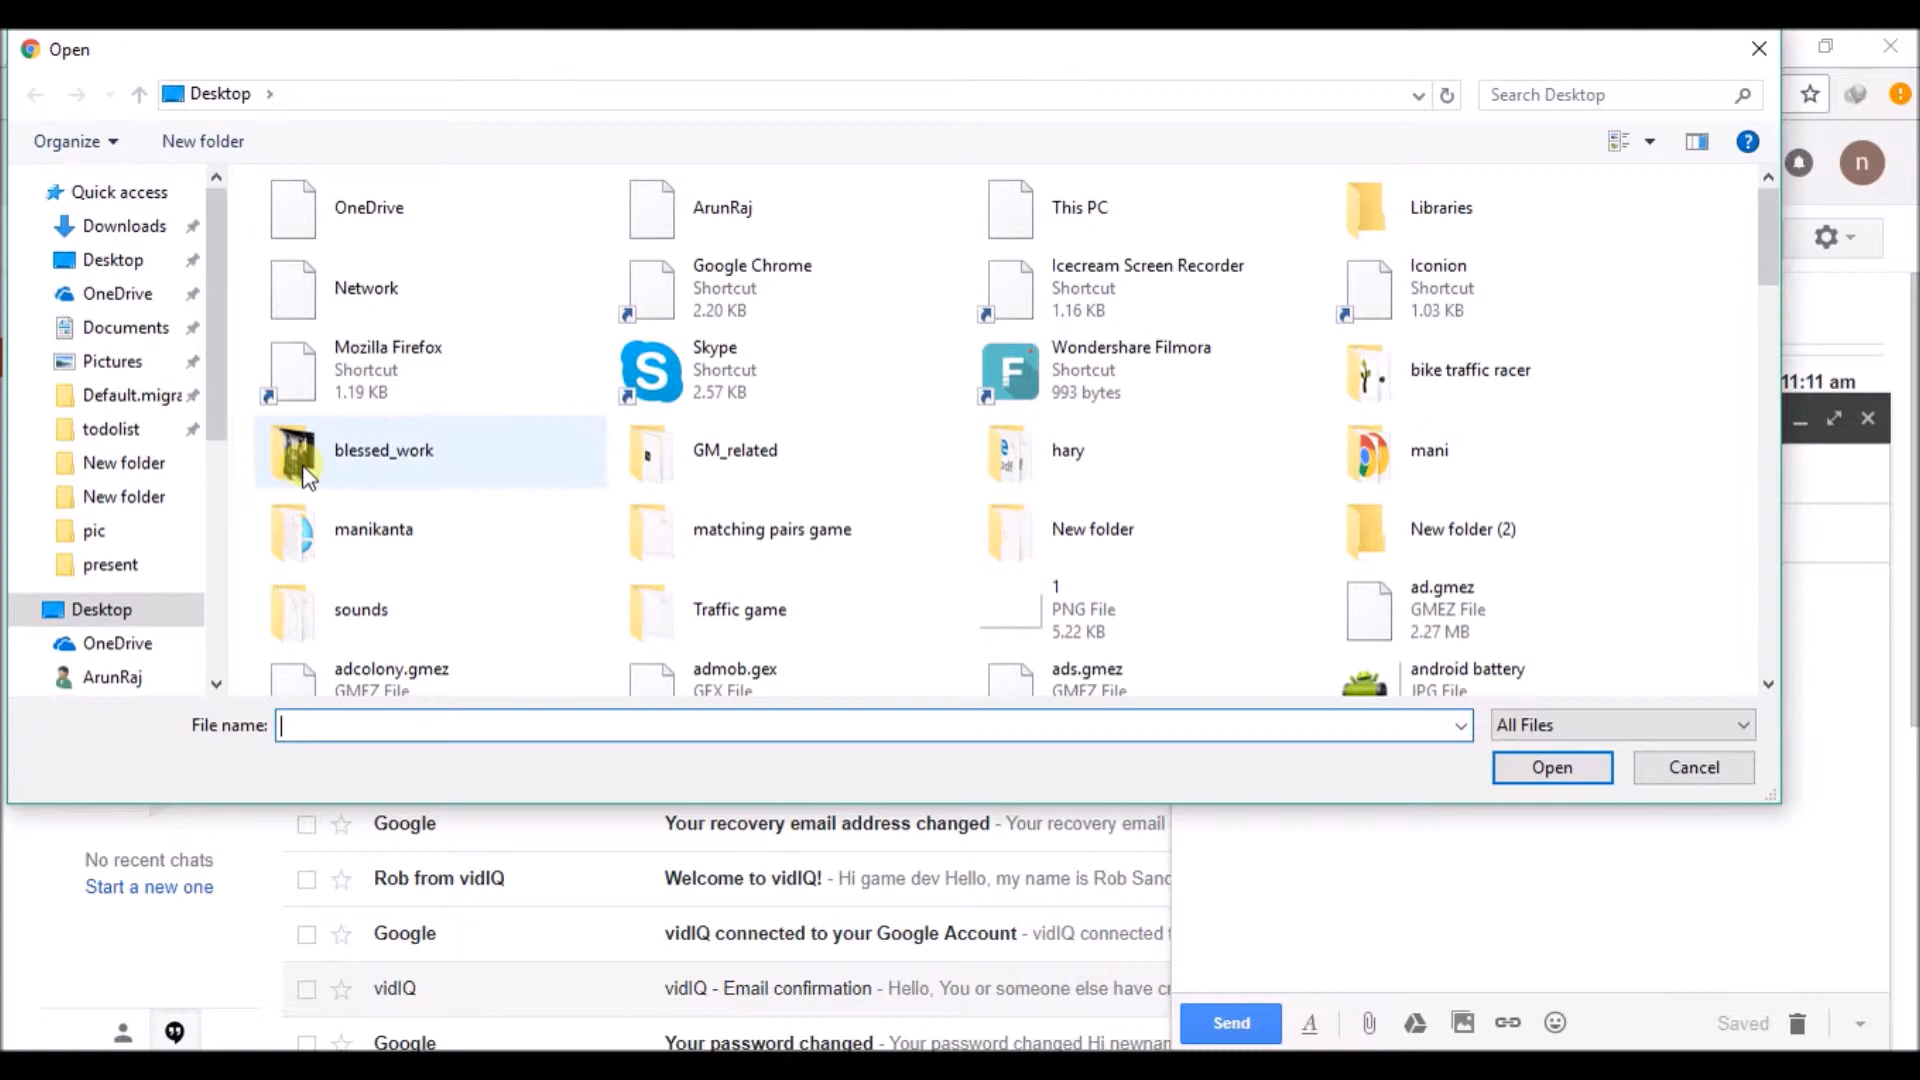 Open
Desktop
Search Desktop
Organize
New folder
n
Quick access
Downloads
Desktop
OneDrive
Documents
Pictures
Default.migra
todolist
New folder
New folder
pic
present
Desktop
OneDrive
ArunRaj
OneDrive
ArunRaj
This PC
Libraries
Network
Google Chrome
Shortcut
2.20 KB
Icecream Screen Recorder
Shortcut
1.16 KB
Iconion
Shortcut
1.03 KB
Mozilla Firefox
Shortcut
1.19 KB
Skype
Shortcut
2.57 KB
Wondershare Filmora
Shortcut
993 bytes
bike traffic racer
blessed_work
GM_related
hary
mani
manikanta
matching pairs game
New folder
New folder (2)
sounds
Traffic game
1
PNG File
5.22 KB
ad.gmez
GMEZ File
2.27 MB
adcolony.gmez
GMEZ File
admob.gex
GEX File
ads.gmez
GMEZ File
android battery
JPG File
11:11 am
File name:
All Files
Open
Cancel
No recent chats
Start a new one
Google Your recovery email address changed - Your recovery email
Rob from vidIQ Welcome to vidIQ! - Hi game dev Hello, my name is Rob Sanc
Google vidIQ connected to your Google Account - vidIQ connected t
vidIQ vidIQ - Email confirmation - Hello, You or someone else have cr
Google Your password changed - Your password changed Hi newnan
Send
Saved